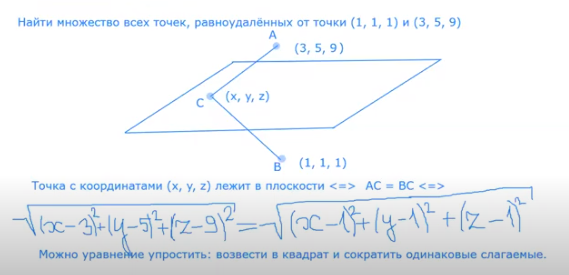 Найти множество всех точек, равноудалённых от точки (1, 1, 1) и (3, 5, 9)
A
(3, 5, 9)
C (x, y, z)
B (1, 1, 1)
Точка с координатами (x, y, z) лежит в плоскости <=> AC = BC <=>
√((x-3)²+(y-5)²+(z-9)²) = √((x-1)²+(y-1)²+(z-1)²)
Можно уравнение упростить: возвести в квадрат и сократить одинаковые слагаемые.